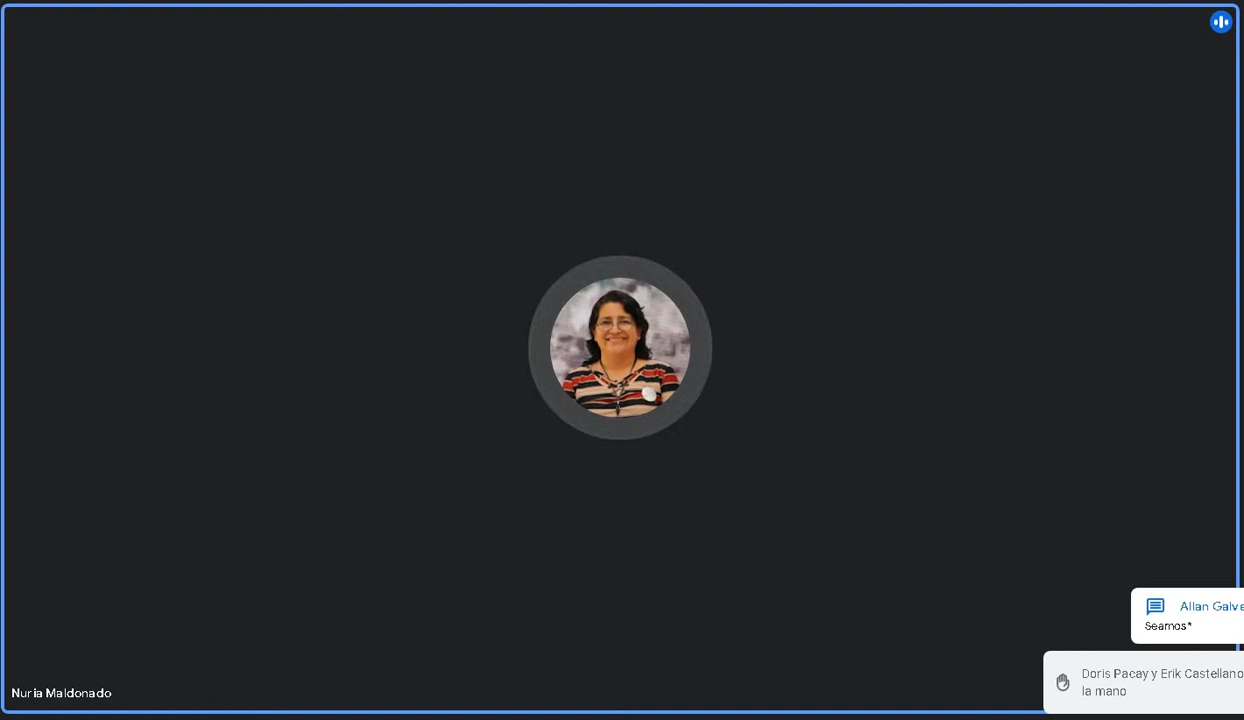 Allan Galve
Seamos*
Doris Pacay y Erik Castellano
la mano
Nuria Maldonado